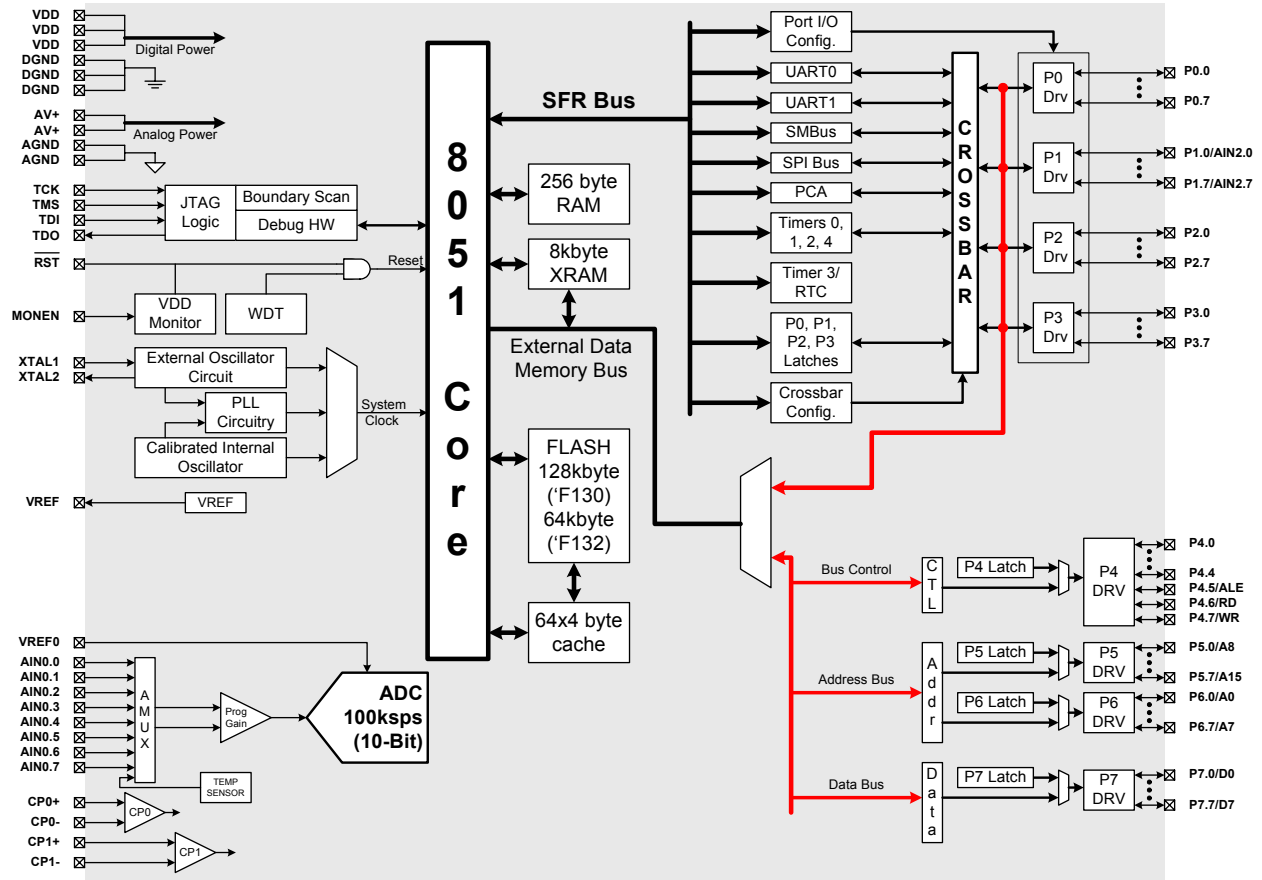 VDD
VDD
VDD
DGND
DGND
DGND
Digital Power
AV+
AV+
AGND
AGND
Analog Power
TCK
TMS
TDI
TDO
JTAG
Logic
Boundary Scan
Debug HW
RST
Reset
MONEN
VDD
Monitor
WDT
XTAL1
XTAL2
External Oscillator
Circuit
PLL
Circuitry
Calibrated Internal
Oscillator
System
Clock
VREF
VREF
VREF0
AIN0.0
AIN0.1
AIN0.2
AIN0.3
AIN0.4
AIN0.5
AIN0.6
AIN0.7
A
M
U
X
Prog
Gain
ADC
100ksps
(10-Bit)
TEMP
SENSOR
CP0+
CP0-
CP0
CP1+
CP1-
CP1
8
0
5
1
C
o
r
e
SFR Bus
256 byte
RAM
8kbyte
XRAM
External Data
Memory Bus
FLASH
128kbyte
(‘F130)
64kbyte
(‘F132)
64x4 byte
cache
Port I/O
Config.
UART0
UART1
SMBus
SPI Bus
PCA
Timers 0,
1, 2, 4
Timer 3/
RTC
P0, P1,
P2, P3
Latches
Crossbar
Config.
C
R
O
S
S
B
A
R
P0
Drv
P1
Drv
P2
Drv
P3
Drv
P0.0
P0.7
P1.0/AIN2.0
P1.7/AIN2.7
P2.0
P2.7
P3.0
P3.7
Bus Control
C
T
L
P4 Latch
P4
DRV
P4.0
P4.4
P4.5/ALE
P4.6/RD
P4.7/WR
Address Bus
A
d
d
r
P5 Latch
P5
DRV
P5.0/A8
P5.7/A15
P6 Latch
P6
DRV
P6.0/A0
P6.7/A7
Data Bus
D
a
t
a
P7 Latch
P7
DRV
P7.0/D0
P7.7/D7